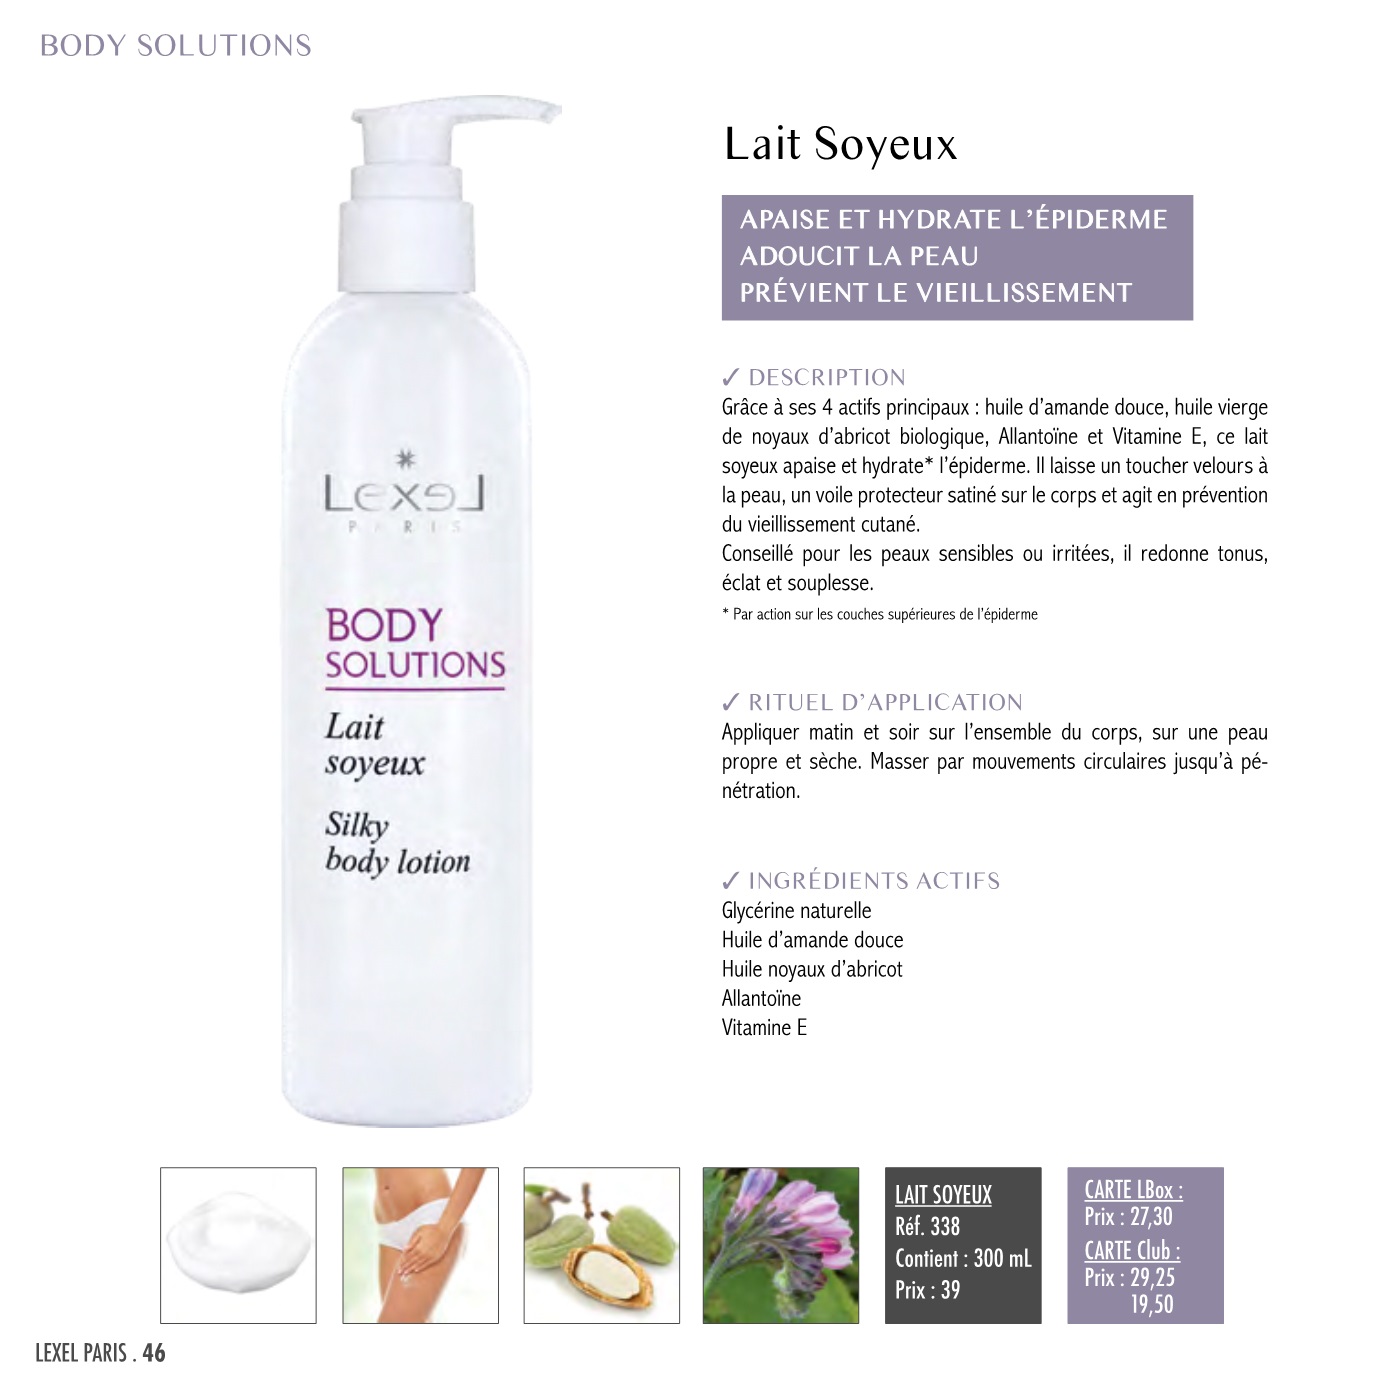 BODY SOLUTIONS
Lexel
PARIS
BODY
SOLUTIONS
Lait
soyeux
Silky
body lotion
Lait Soyeux
APAISE ET HYDRATE L’ÉPIDERME
ADOUCIT LA PEAU
PRÉVIENT LE VIEILLISSEMENT
✓ DESCRIPTION
Grâce à ses 4 actifs principaux : huile d’amande douce, huile vierge
de noyaux d’abricot biologique, Allantoïne et Vitamine E, ce lait
soyeux apaise et hydrate* l’épiderme. Il laisse un toucher velours à
la peau, un voile protecteur satiné sur le corps et agit en prévention
du vieillissement cutané.
Conseillé pour les peaux sensibles ou irritées, il redonne tonus,
éclat et souplesse.
* Par action sur les couches supérieures de l’épiderme
✓ RITUEL D’APPLICATION
Appliquer matin et soir sur l’ensemble du corps, sur une peau
propre et sèche. Masser par mouvements circulaires jusqu’à pé-
nétration.
✓ INGRÉDIENTS ACTIFS
Glycérine naturelle
Huile d’amande douce
Huile noyaux d’abricot
Allantoïne
Vitamine E
LAIT SOYEUX
Réf. 338
Contient : 300 mL
Prix : 39
CARTE LBox :
Prix : 27,30
CARTE Club :
Prix : 29,25
19,50
LEXEL PARIS . 46